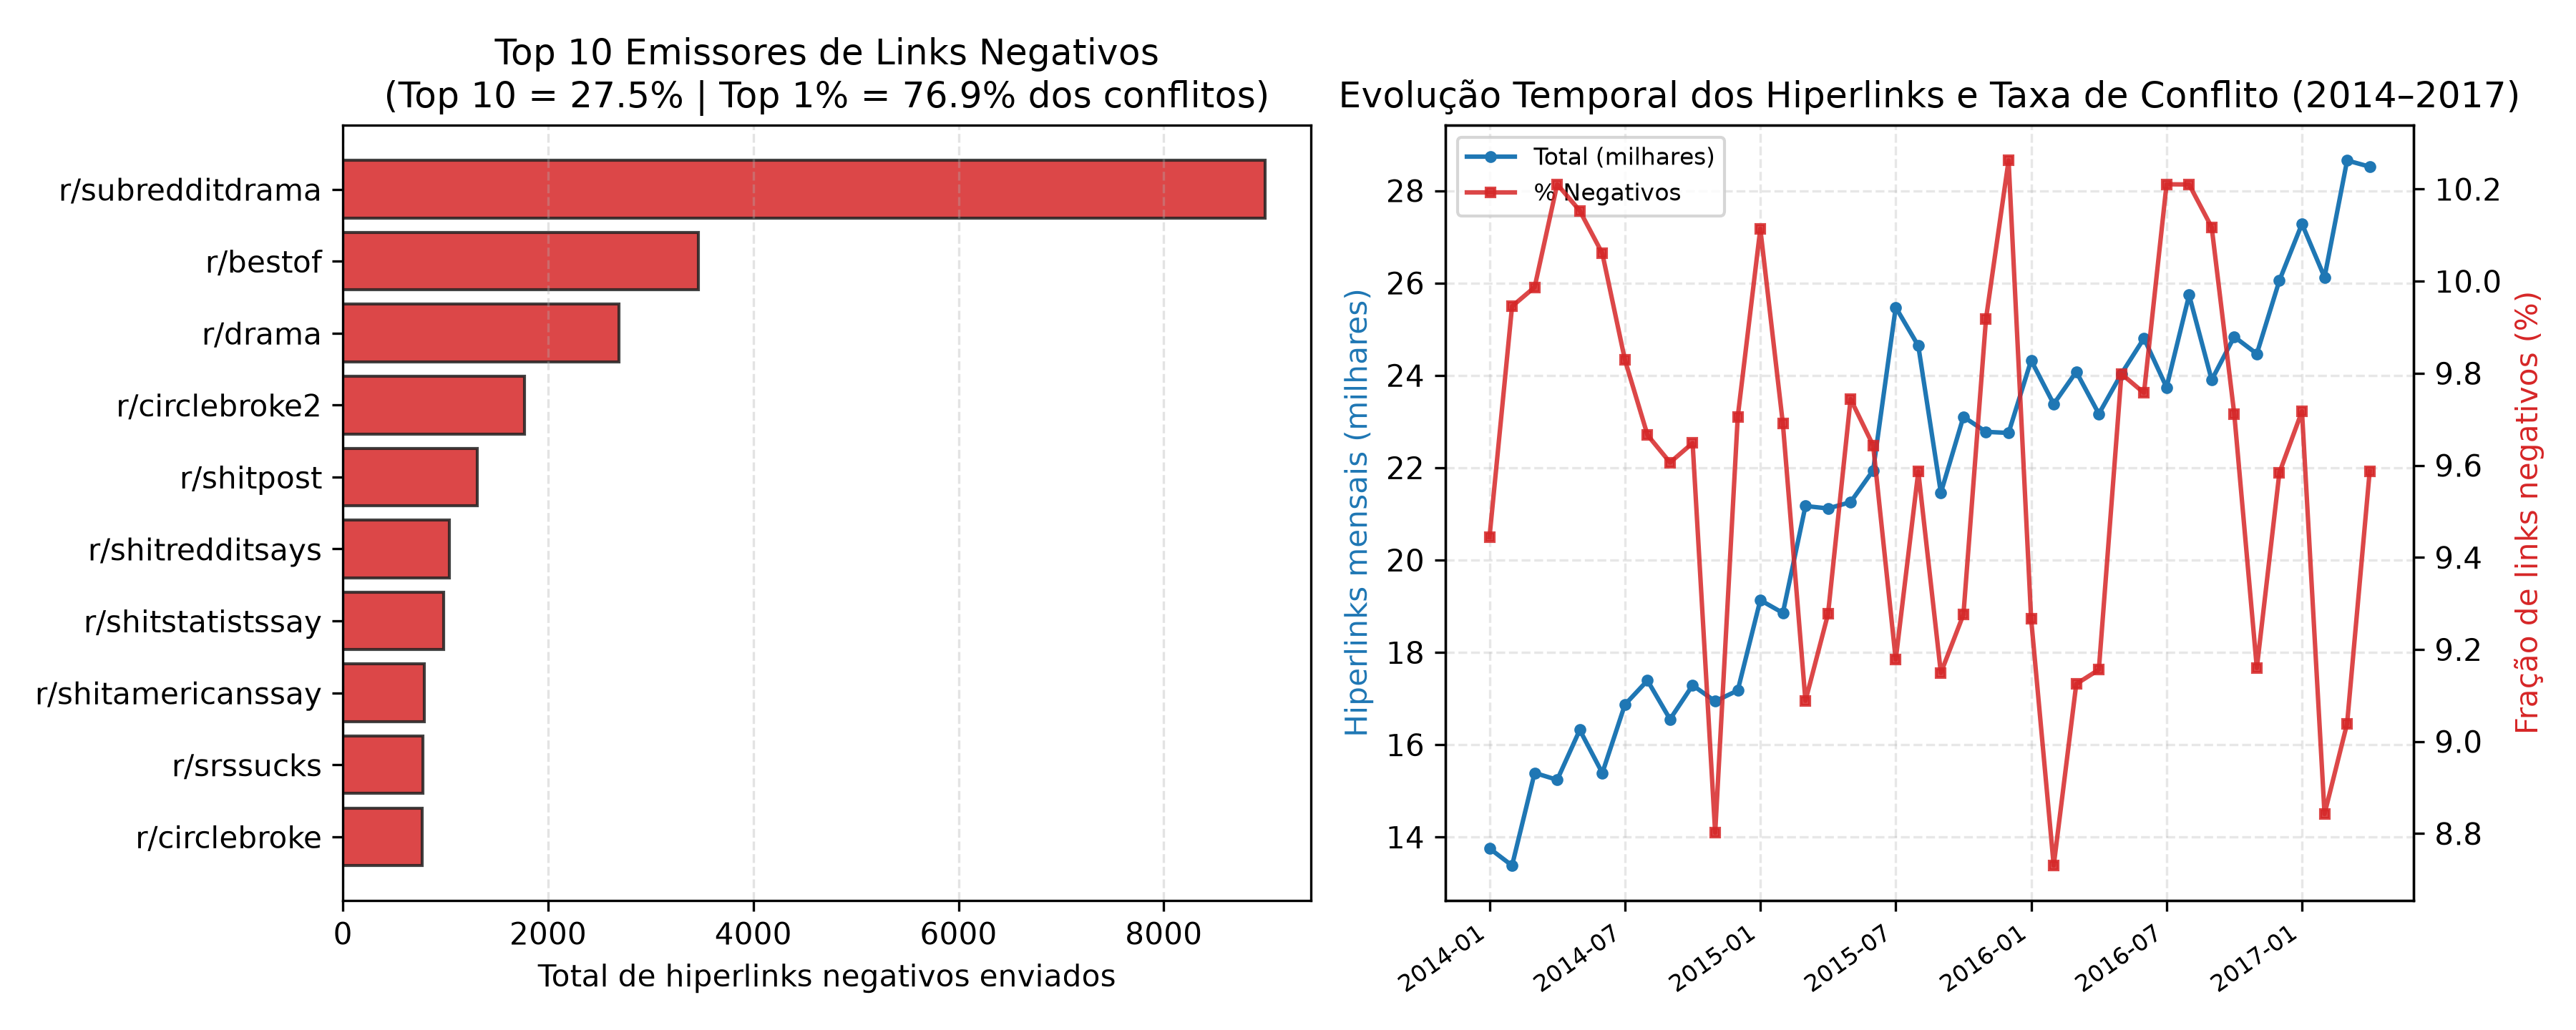 Top 10 Emissores de Links Negativos
(Top 10 = 27.5% | Top 1% = 76.9% dos conflitos)
r/subredditdrama
r/bestof
r/drama
r/circlebroke2
r/shitpost
r/shitredditsays
r/shitstatistssay
r/shitamericanssay
r/srssucks
r/circlebroke
0
2000
4000
6000
8000
Total de hiperlinks negativos enviados
Evolução Temporal dos Hiperlinks e Taxa de Conflito (2014–2017)
Total (milhares)
% Negativos
Hiperlinks mensais (milhares)
28
26
24
22
20
18
16
14
10.2
10.0
9.8
9.6
9.4
9.2
9.0
8.8
Fração de links negativos (%)
2014-01
2014-07
2015-01
2015-07
2016-01
2016-07
2017-01